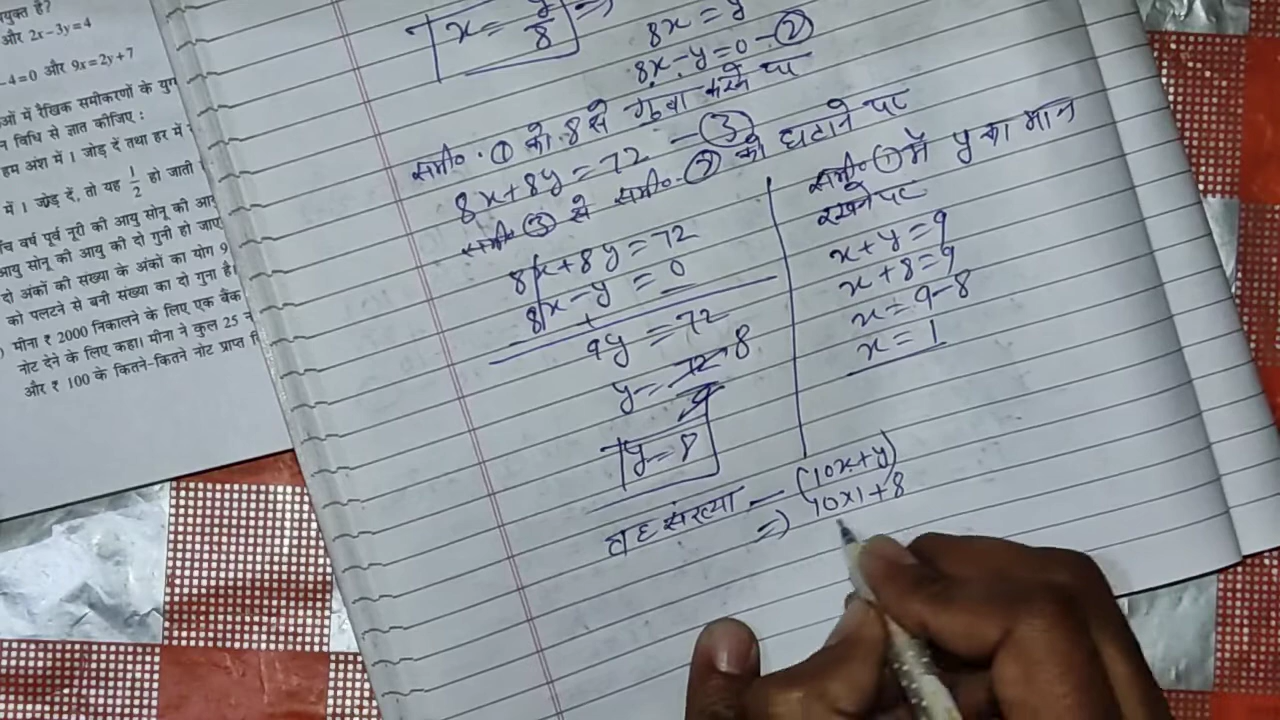 युक्त है?
और 2x-3y=4
-4=0 और 9x=2y+7
ओं में रैखिक समीकरणों के युग
न विधि से ज्ञात कीजिए :
हम अंश में 1 जोड़ दें तथा हर में
में 1 जोड़ दें, तो यह 1/2 हो जाती
च वर्ष पूर्व नूरी की आयु सोनू की आर
आयु सोनू की आयु की दो गुनी हो जाए
दो अंकों की संख्या के अंकों का योग 9
को पलटने से बनी संख्या का दो गुना है।
) मीना ₹ 2000 निकालने के लिए एक बैंक
नोट देने के लिए कहा। मीना ने कुल 25 न
और ₹ 100 के कितने-कितने नोट प्राप्त कि
x = y/8 ⇒
8x = y
8x-y=0 - ②
समी० ① को 8 से गुणा करने पर
8x+8y=72 - ③
समी० ③ से समी० ② को घटाने पर
8x+8y=72
8x-y=0
- + -
9y=72
y= 72/9 8
y=8
समी० ① में y का मान
रखने पर
x+y=9
x+8=9
x=9-8
x=1
वह संख्या - (10x+y)
⇒ 10x1+8